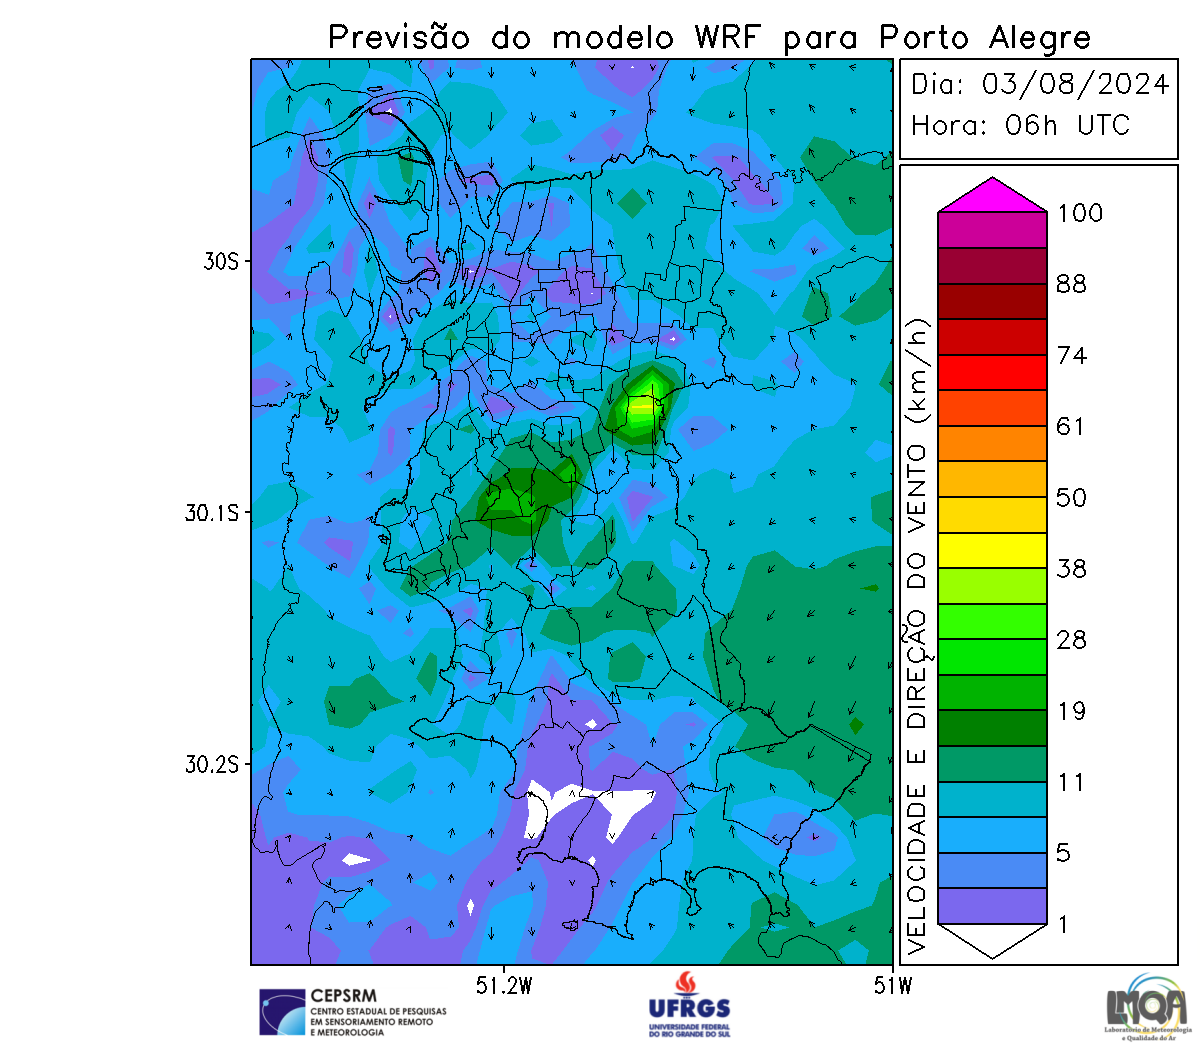 Previsão do modelo WRF para Porto Alegre
Dia: 03/08/2024
Hora: 06h UTC
VELOCIDADE E DIREÇÃO DO VENTO (km/h)
100
88
74
61
50
38
28
19
11
5
1
30S
30.1S
30.2S
51.2W
51W
CEPSRM
CENTRO ESTADUAL DE PESQUISAS
EM SENSORIAMENTO REMOTO
E METEOROLOGIA
UFRGS
UNIVERSIDADE FEDERAL
DO RIO GRANDE DO SUL
LMQA
Laboratório de Meteorologia
e Qualidade do Ar